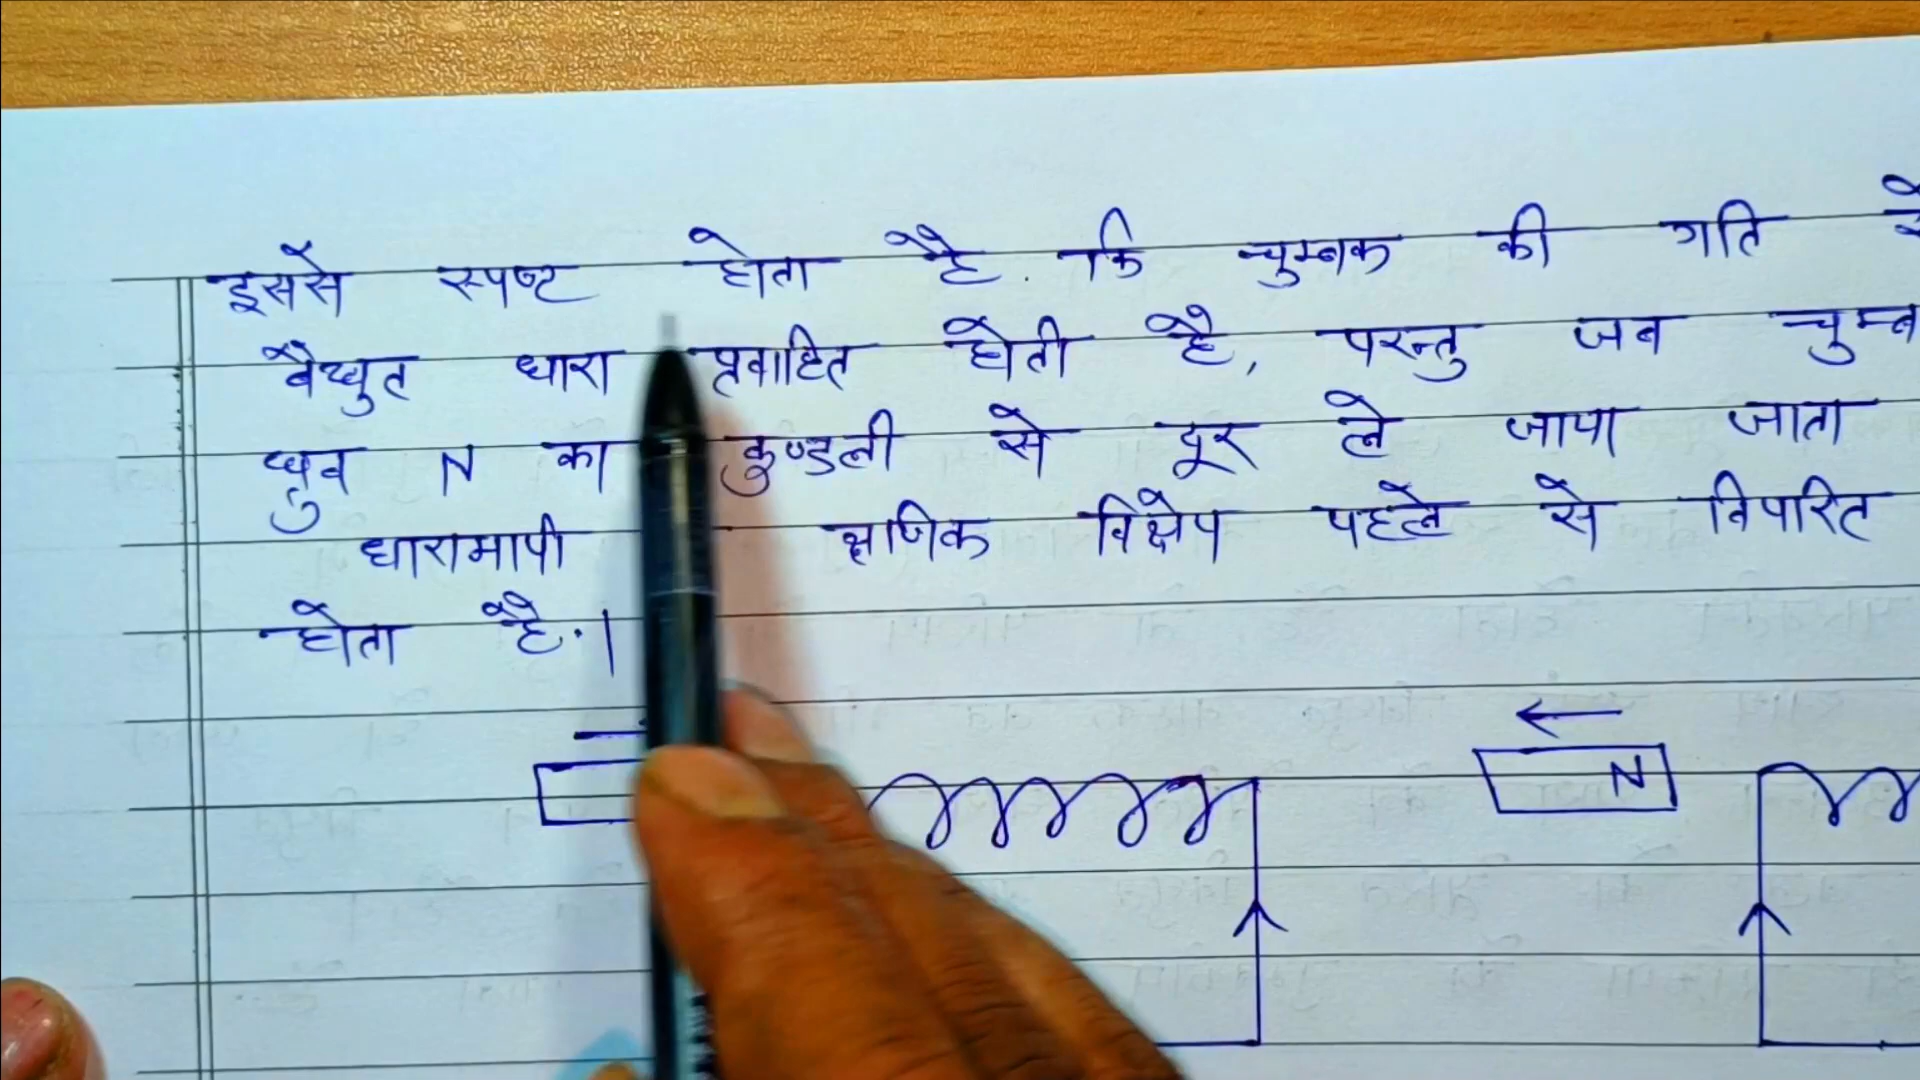 इससे स्पष्ट होता है. कि चुम्बक की गति
वैध्युत धारा प्रवाहित होती है, परन्तु जब
ध्रुव N का कुण्डली से दूर ले जाया जाता
धारामापी क्षणिक विक्षेप पहले से विपरित
होता है.।
N